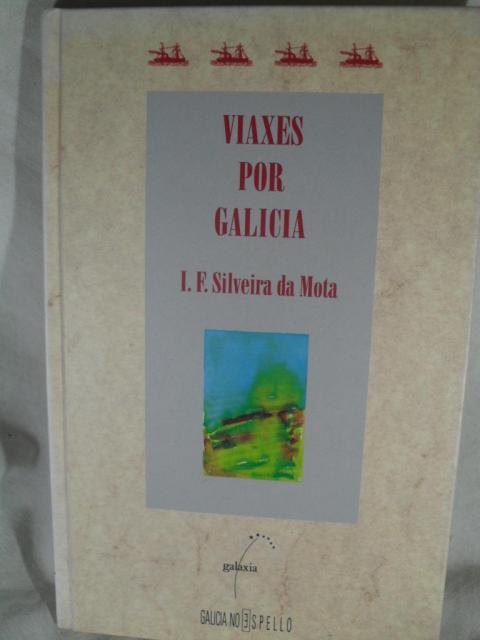 VIAXES
POR
GALICIA
I. F. Silveira da Mota
galaxia
GALICIA NO ESPELLO